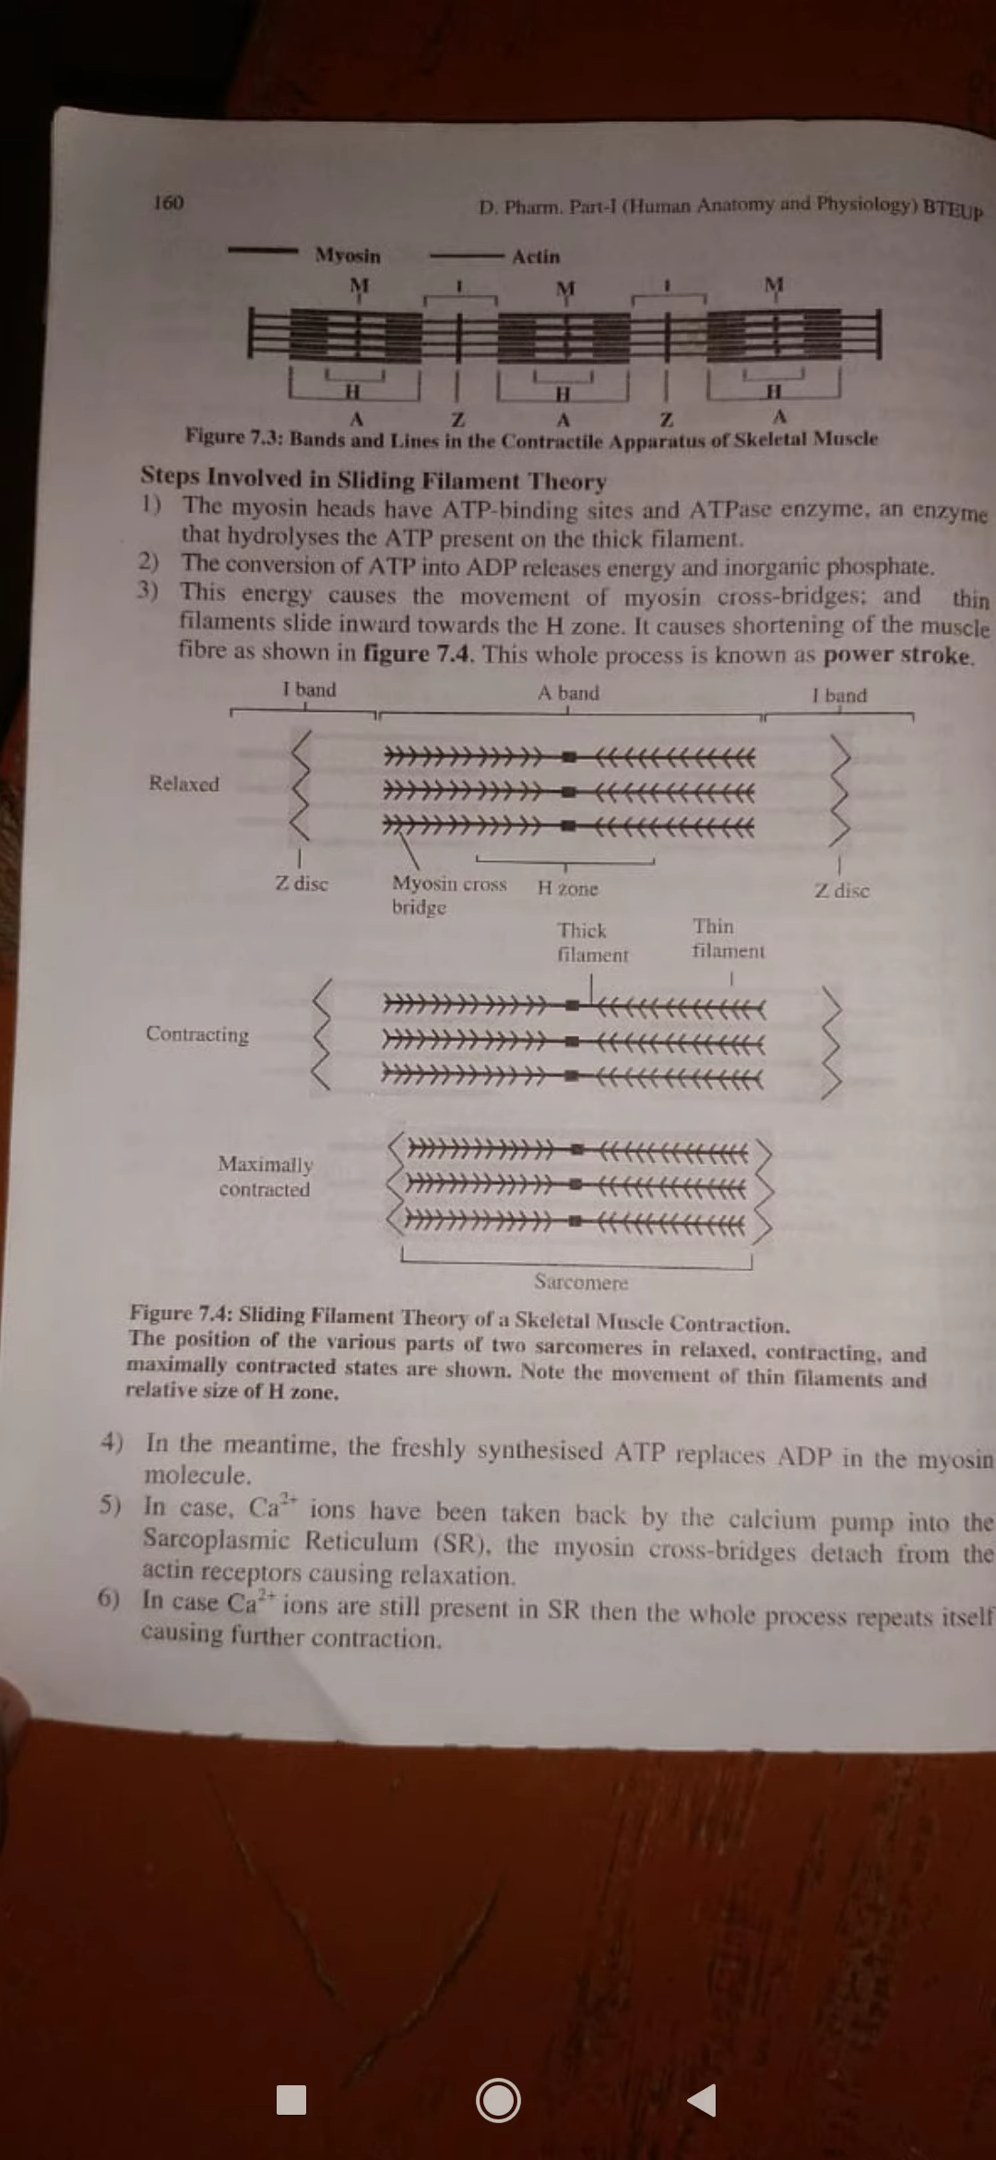 160
D. Pharm. Part-I (Human Anatomy and Physiology) BTEUP
Myosin Actin
M I M I M
H H H
A Z A Z A
Figure 7.3: Bands and Lines in the Contractile Apparatus of Skeletal Muscle
Steps Involved in Sliding Filament Theory
1) The myosin heads have ATP-binding sites and ATPase enzyme, an enzyme
that hydrolyses the ATP present on the thick filament.
2) The conversion of ATP into ADP releases energy and inorganic phosphate.
3) This energy causes the movement of myosin cross-bridges; and thin
filaments slide inward towards the H zone. It causes shortening of the muscle
fibre as shown in figure 7.4. This whole process is known as power stroke.
I band A band I band
Relaxed
Z disc Myosin cross H zone Z disc
bridge
Thick Thin
filament filament
Contracting
Maximally
contracted
Sarcomere
Figure 7.4: Sliding Filament Theory of a Skeletal Muscle Contraction.
The position of the various parts of two sarcomeres in relaxed, contracting, and
maximally contracted states are shown. Note the movement of thin filaments and
relative size of H zone.
4) In the meantime, the freshly synthesised ATP replaces ADP in the myosin
molecule.
5) In case, Ca²⁺ ions have been taken back by the calcium pump into the
Sarcoplasmic Reticulum (SR), the myosin cross-bridges detach from the
actin receptors causing relaxation.
6) In case Ca²⁺ ions are still present in SR then the whole process repeats itself
causing further contraction.